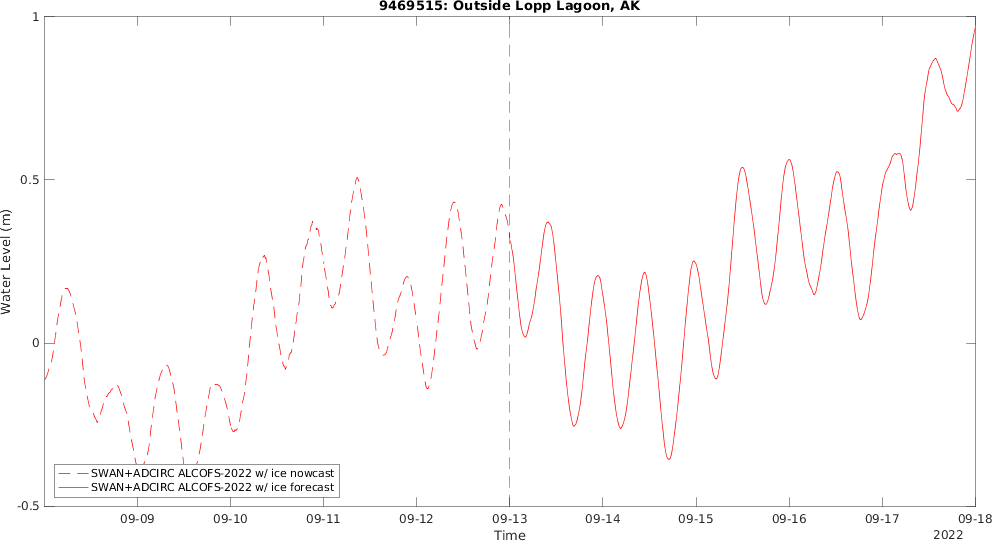 9469515: Outside Lopp Lagoon, AK
1
0.5
0
-0.5
Water Level (m)
SWAN+ADCIRC ALCOFS-2022 w/ ice nowcast
SWAN+ADCIRC ALCOFS-2022 w/ ice forecast
09-09 09-10 09-11 09-12 09-13 09-14 09-15 09-16 09-17 09-18
Time
2022